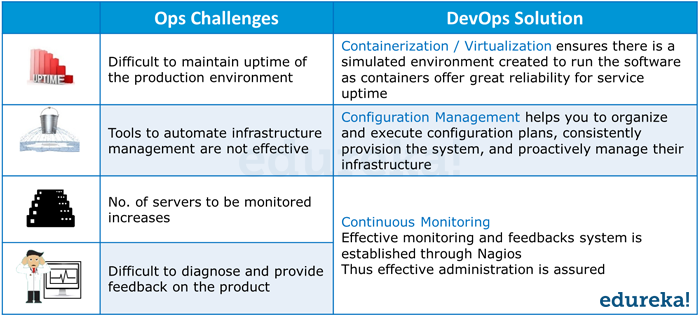 Ops Challenges
DevOps Solution
UPTIME
Difficult to maintain uptime of
the production environment
Containerization / Virtualization ensures there is a
simulated environment created to run the software
as containers offer great reliability for service
uptime
Tools to automate infrastructure
management are not effective
Configuration Management helps you to organize
and execute configuration plans, consistently
provision the system, and proactively manage their
infrastructure
edureka!
No. of servers to be monitored
increases
Continuous Monitoring
Effective monitoring and feedbacks system is
established through Nagios
Thus effective administration is assured
Difficult to diagnose and provide
feedback on the product
edureka!